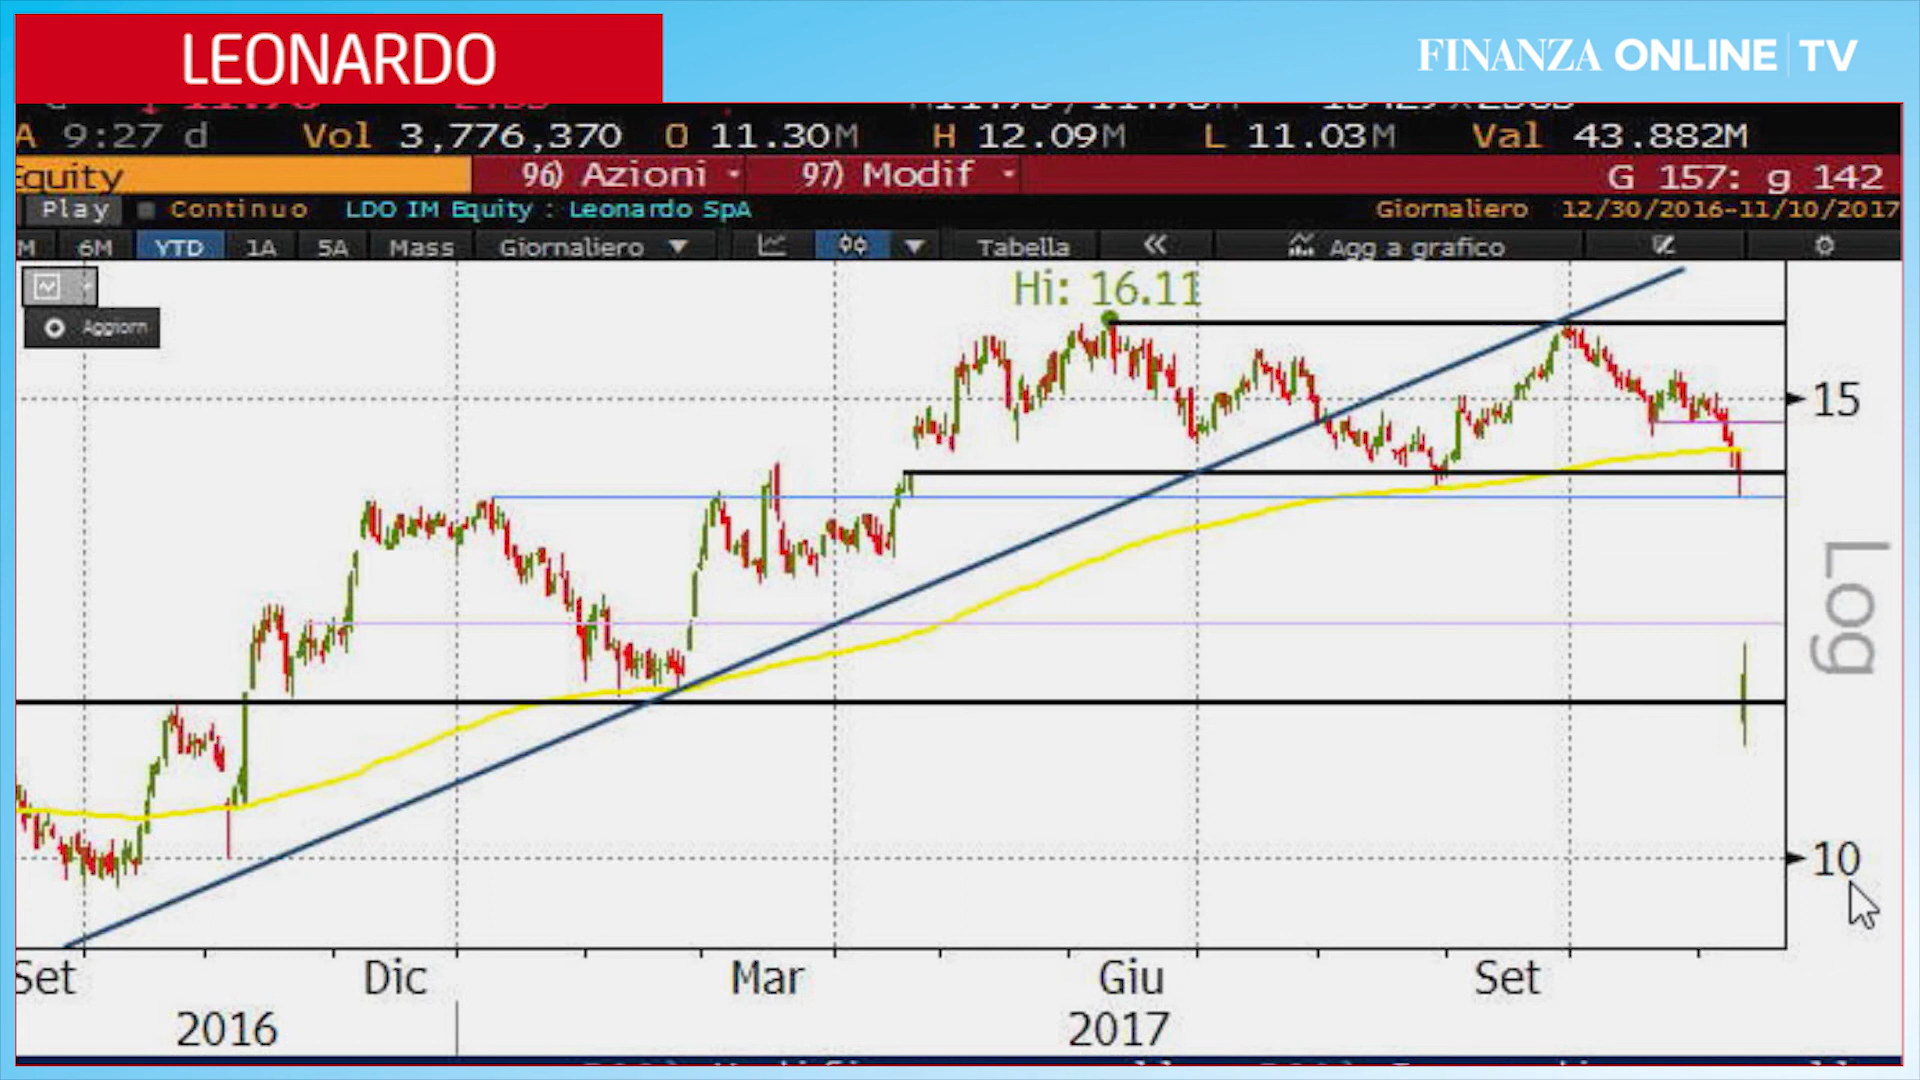 LEONARDO
FINANZA ONLINE TV
A 9:27 d Vol 3,776,370 O 11.30M H 12.09M L 11.03M Val 43.882M
Equity 96) Azioni 97) Modif G 157: g 142
Play Continuo LDO IM Equity : Leonardo SpA Giornaliero 12/30/2016-11/10/2017
M 6M YTD 1A 5A Mass Giornaliero Tabella « Agg a grafico
Hi: 16.11
Aggiorn
15
Log
10
Set Dic Mar Giu Set
2016 2017